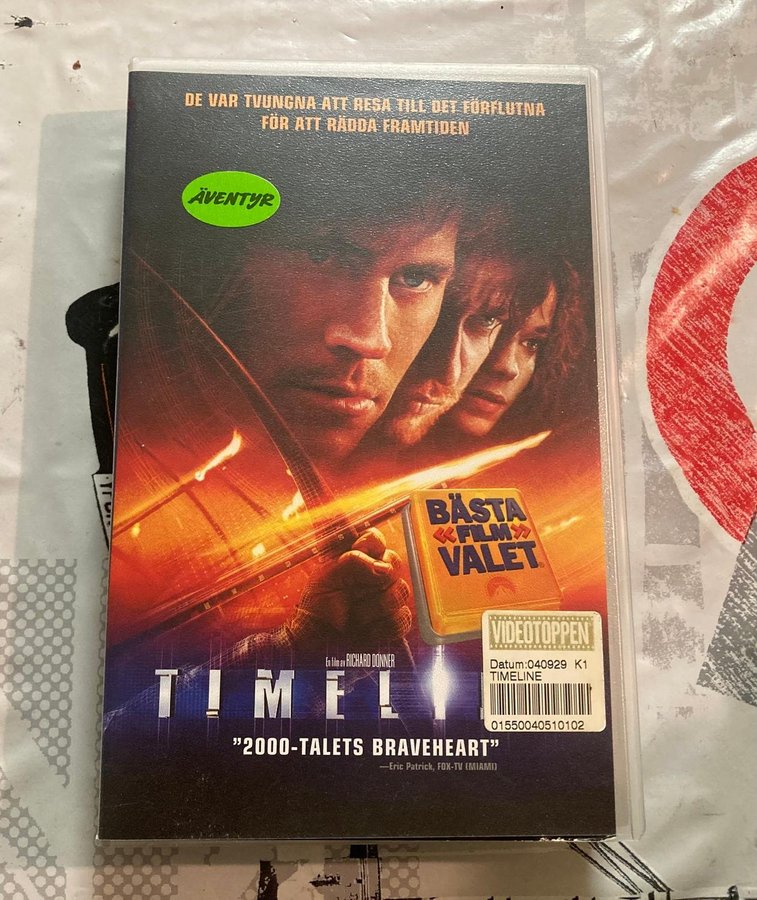 DE VAR TVUNGNA ATT RESA TILL DET FÖRFLUTNA
FÖR ATT RÄDDA FRAMTIDEN
ÄVENTYR
BÄSTA
«FILM»
VALET
En film av RICHARD DONNER
TIMELI
VIDEOTOPPEN
Datum:040929 K1
TIMELINE
01550040510102
"2000-TALETS BRAVEHEART"
—Eric Patrick, FOX-TV (MIAMI)